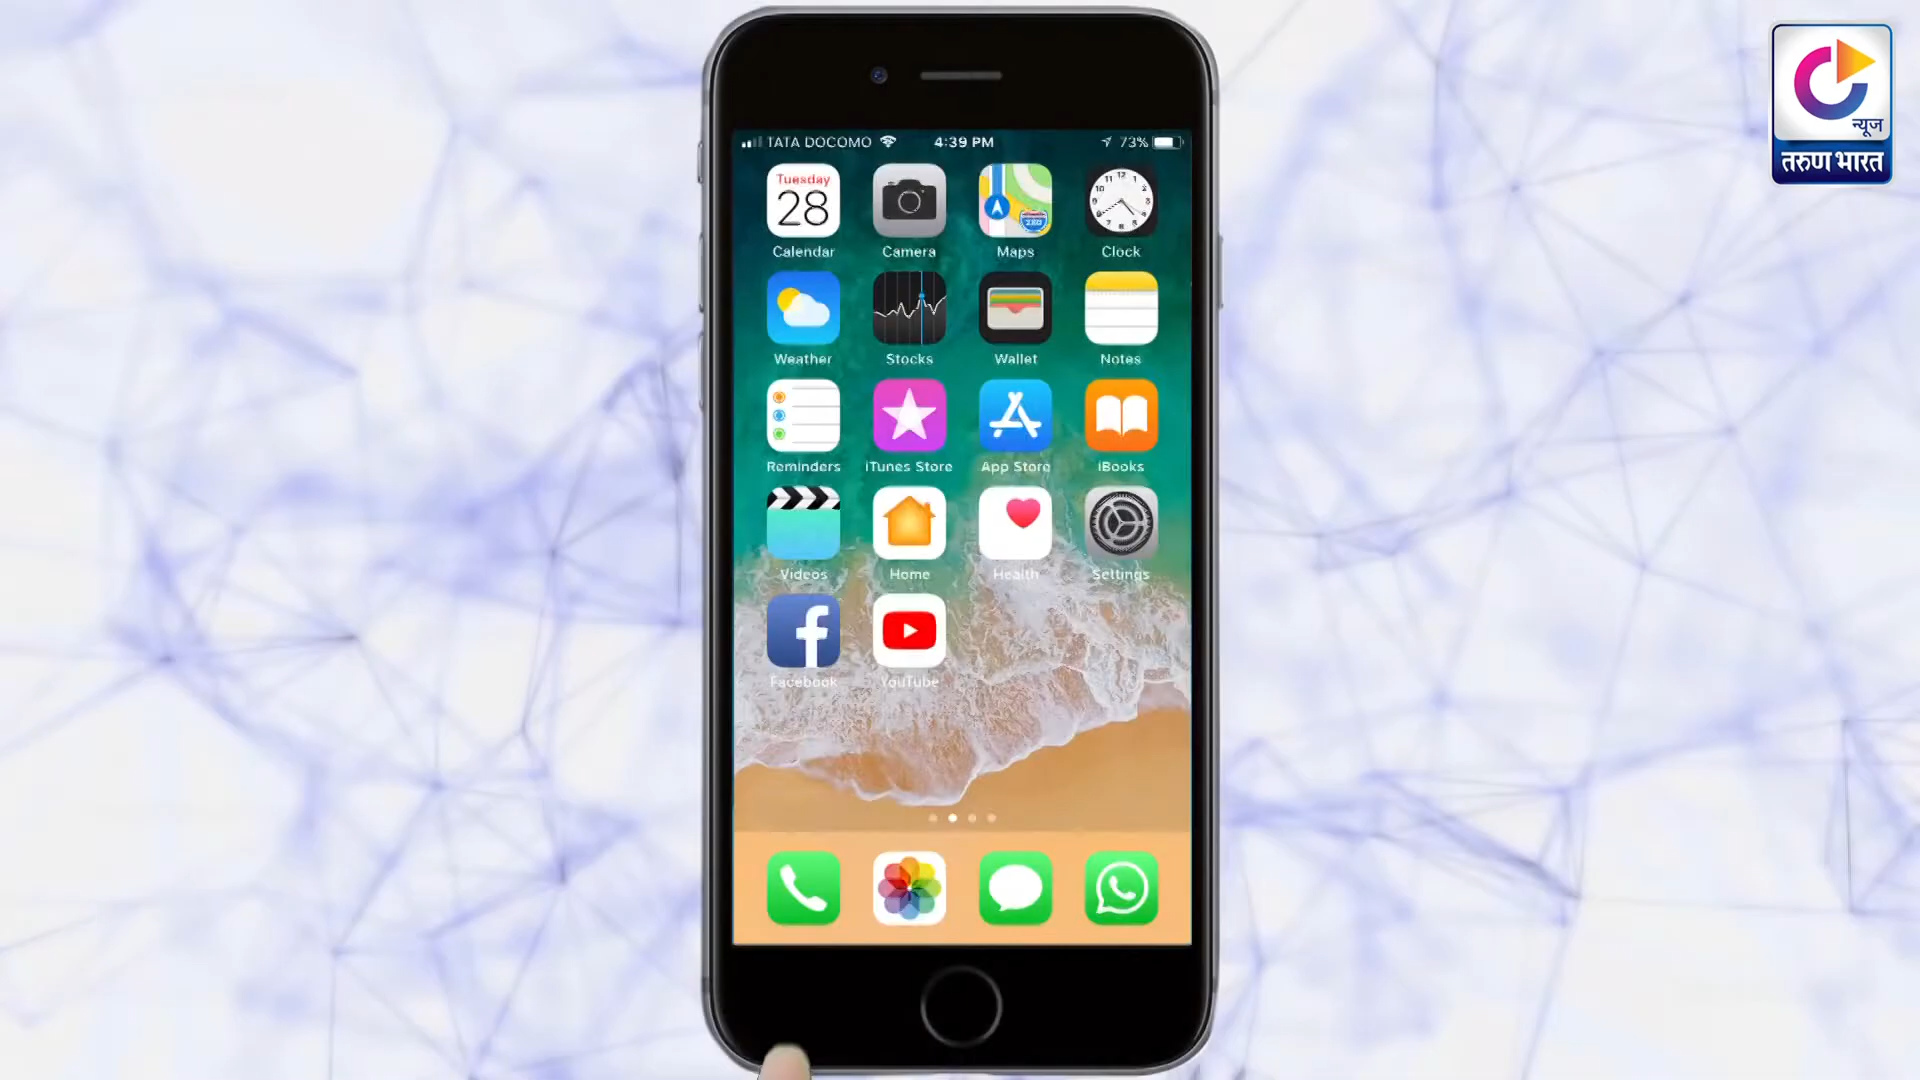 TATA DOCOMO 4:39 PM 73%
न्यूज
तरुण भारत
Tuesday
28
Calendar Camera Maps Clock
Weather Stocks Wallet Notes
Reminders iTunes Store App Store iBooks
Videos Home Health Settings
Facebook YouTube